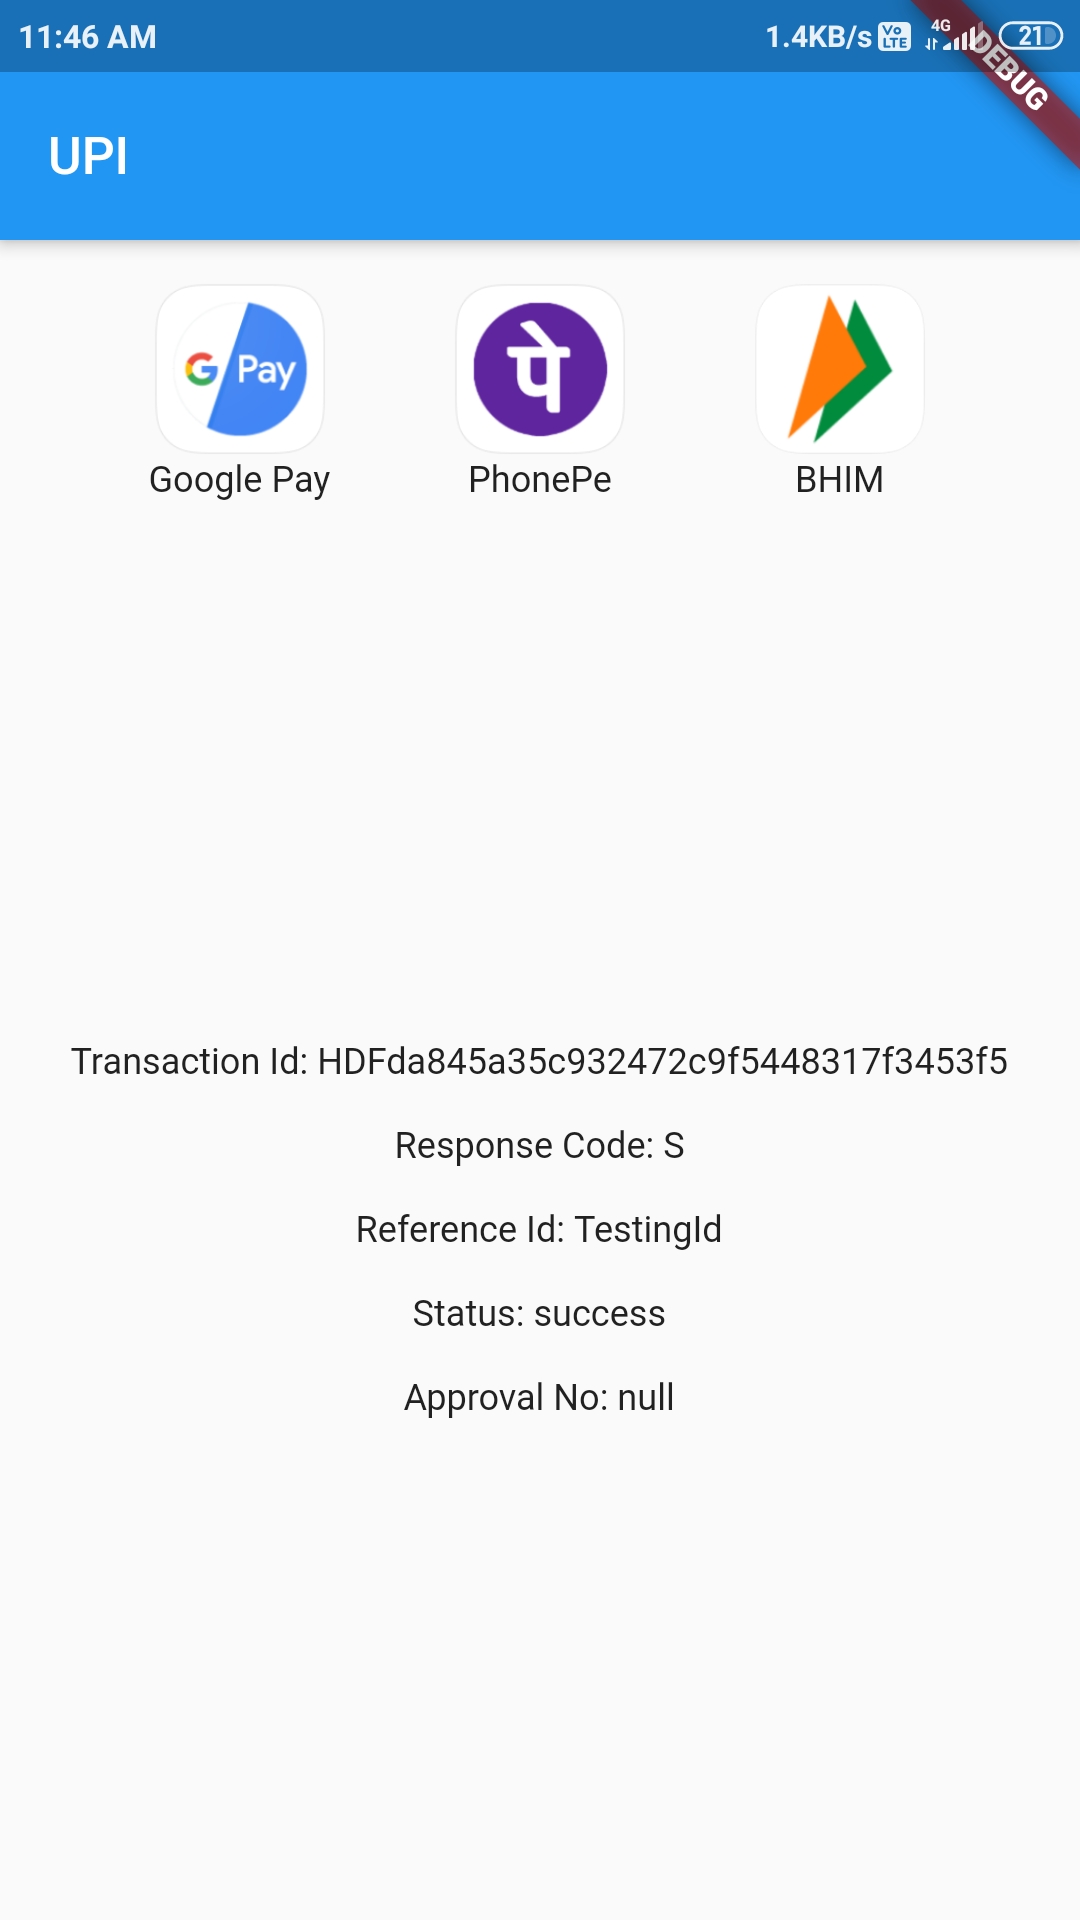 11:46 AM 1.4KB/s Vo LTE 4G 21
DEBUG
UPI
G Pay पे
Google Pay PhonePe BHIM
Transaction Id: HDFda845a35c932472c9f5448317f3453f5
Response Code: S
Reference Id: TestingId
Status: success
Approval No: null